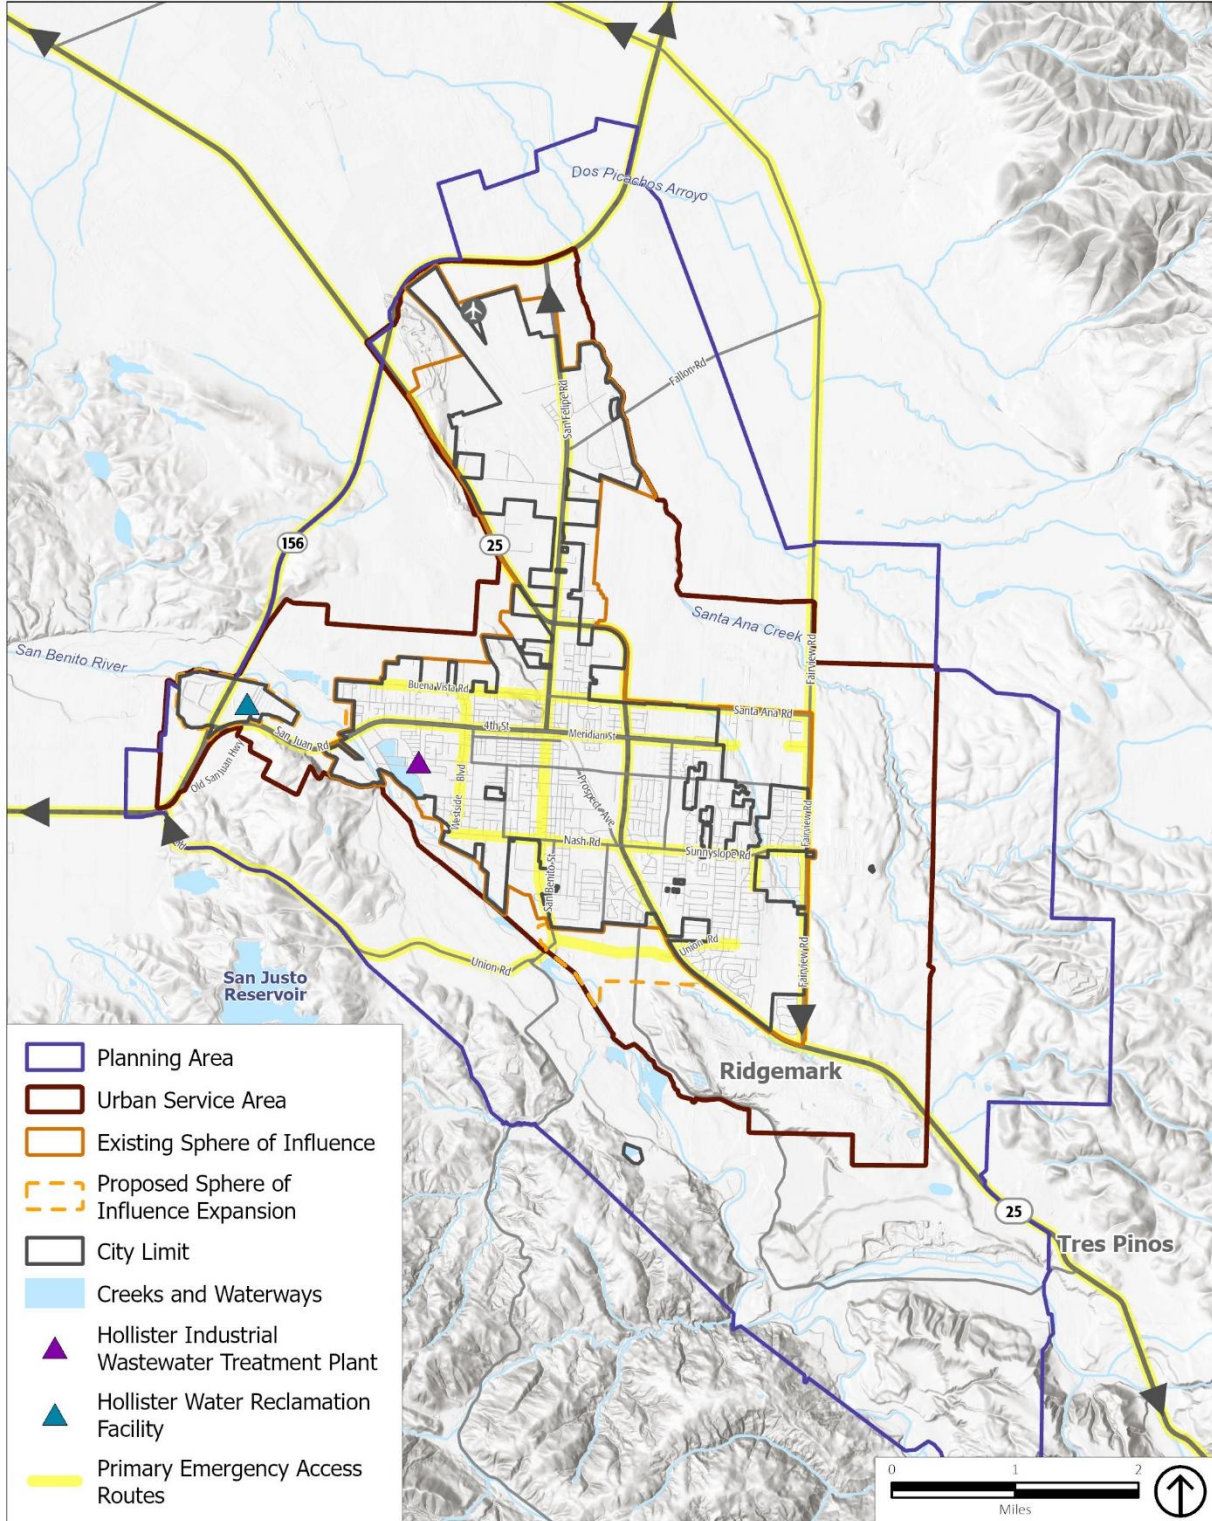 Dos Picachos Arroyo
Fallon Rd
San Felipe Rd
156
25
Santa Ana Creek
San Benito River
Fairview Rd
Buena Vista Rd
Santa Ana Rd
4th St
Meridian St
San Juan Rd
Old San Juan Hwy
Westside Blvd
Prospect Ave
Fairview Rd
Nash Rd
Sunnyslope Rd
San Benito St
Union Rd
Union Rd
Fairview Rd
San Justo
Reservoir
Ridgemark
25
Tres Pinos
Planning Area
Urban Service Area
Existing Sphere of Influence
Proposed Sphere of
Influence Expansion
City Limit
Creeks and Waterways
Hollister Industrial
Wastewater Treatment Plant
Hollister Water Reclamation
Facility
Primary Emergency Access
Routes
0 1 2
Miles